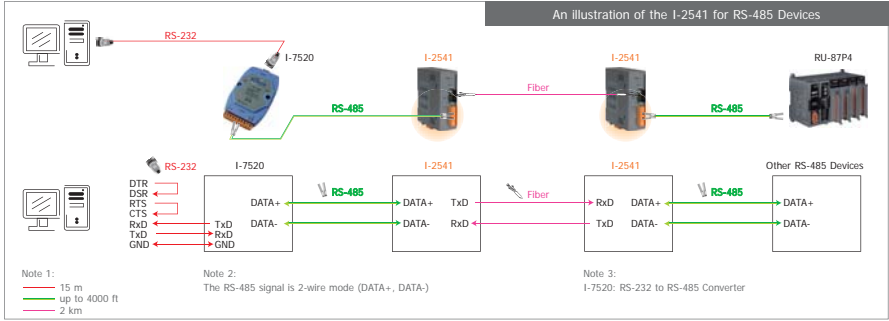 An illustration of the I-2541 for RS-485 Devices
RS-232
I-7520
I-2541
I-2541
RU-87P4
Fiber
RS-485
RS-485
RS-232
I-7520
I-2541
I-2541
Other RS-485 Devices
DTR
DSR
RTS
CTS
RxD
TxD
GND
TxD
RxD
GND
DATA+
DATA-
RS-485
DATA+
DATA-
TxD
RxD
Fiber
RxD
TxD
DATA+
DATA-
RS-485
DATA+
DATA-
Note 1:
15 m
up to 4000 ft
2 km
Note 2:
The RS-485 signal is 2-wire mode (DATA+, DATA-)
Note 3:
I-7520: RS-232 to RS-485 Converter